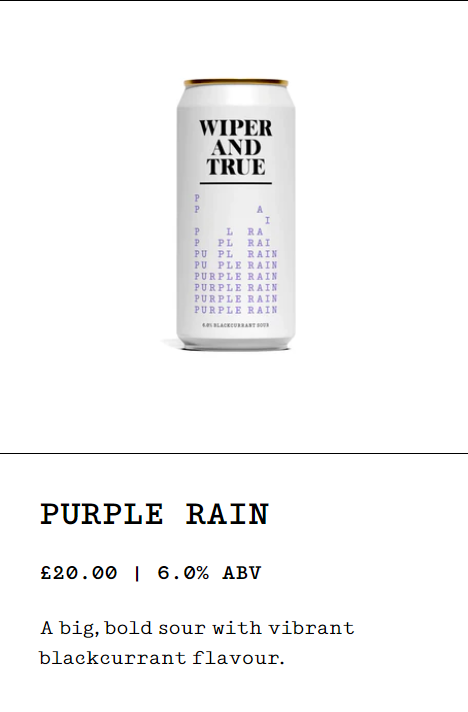 WIPER
AND
TRUE
P
P A
I
P L RA
P PL RAI
PU PL RAIN
PU PLE RAIN
PURPLE RAIN
PURPLE RAIN
PURPLE RAIN
PURPLE RAIN
6.0% BLACKCURRANT SOUR
PURPLE RAIN
£20.00 | 6.0% ABV
A big, bold sour with vibrant
blackcurrant flavour.